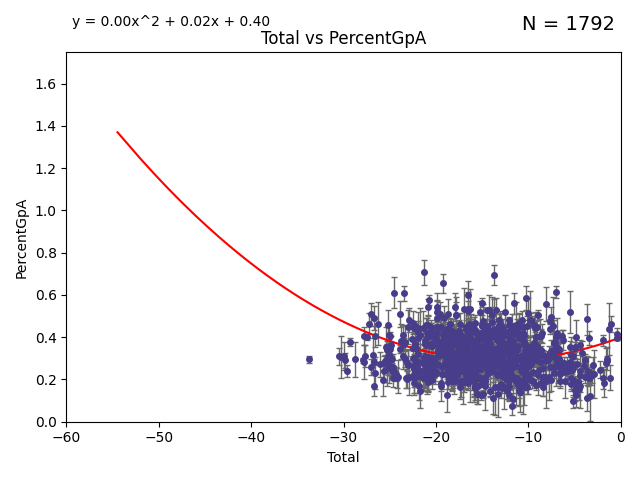 y = 0.00x^2 + 0.02x + 0.40
N = 1792
Total vs PercentGpA
PercentGpA
1.6
1.4
1.2
1.0
0.8
0.6
0.4
0.2
0.0
−60 −50 −40 −30 −20 −10 0
Total